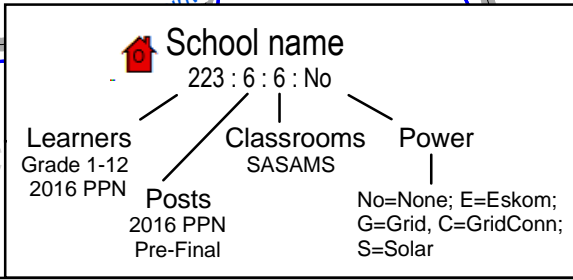 School name
223 : 6 : 6 : No
Learners
Grade 1-12
2016 PPN
Posts
2016 PPN
Pre-Final
Classrooms
SASAMS
Power
No=None; E=Eskom;
G=Grid, C=GridConn;
S=Solar